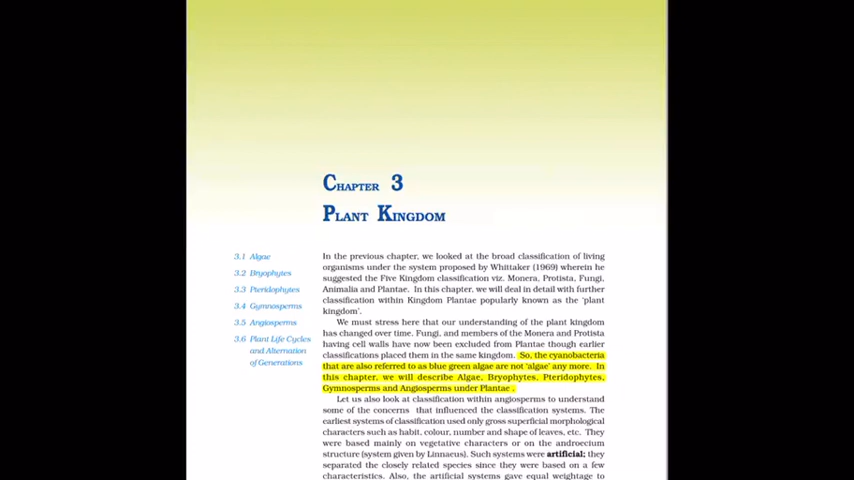 CHAPTER 3
PLANT KINGDOM
3.1 Algae
3.2 Bryophytes
3.3 Pteridophytes
3.4 Gymnosperms
3.5 Angiosperms
3.6 Plant Life Cycles
and Alternation
of Generations
In the previous chapter, we looked at the broad classification of living
organisms under the system proposed by Whittaker (1969) wherein he
suggested the Five Kingdom classification viz. Monera, Protista, Fungi,
Animalia and Plantae. In this chapter, we will deal in detail with further
classification within Kingdom Plantae popularly known as the ‘plant
kingdom’.
We must stress here that our understanding of the plant kingdom
has changed over time. Fungi, and members of the Monera and Protista
having cell walls have now been excluded from Plantae though earlier
classifications placed them in the same kingdom. So, the cyanobacteria
that are also referred to as blue green algae are not ‘algae’ any more. In
this chapter, we will describe Algae, Bryophytes, Pteridophytes,
Gymnosperms and Angiosperms under Plantae .
Let us also look at classification within angiosperms to understand
some of the concerns that influenced the classification systems. The
earliest systems of classification used only gross superficial morphological
characters such as habit, colour, number and shape of leaves, etc. They
were based mainly on vegetative characters or on the androecium
structure (system given by Linnaeus). Such systems were artificial; they
separated the closely related species since they were based on a few
characteristics. Also, the artificial systems gave equal weightage to